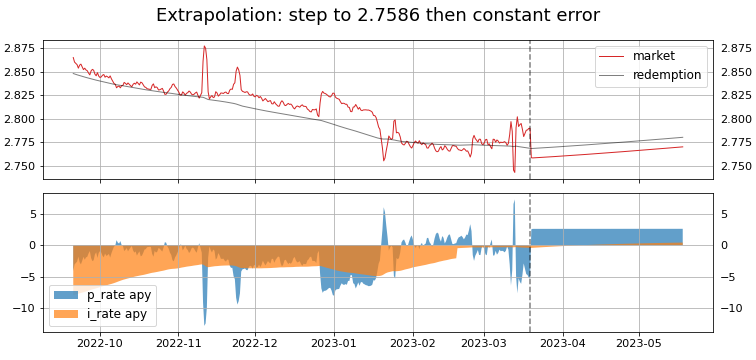 Extrapolation: step to 2.7586 then constant error
2.875 2.875
2.850 2.850
2.825 2.825
2.800 2.800
2.775 2.775
2.750 2.750
market
redemption
5 5
0 0
−5 −5
−10 −10
p_rate apy
i_rate apy
2022-10 2022-11 2022-12 2023-01 2023-02 2023-03 2023-04 2023-05